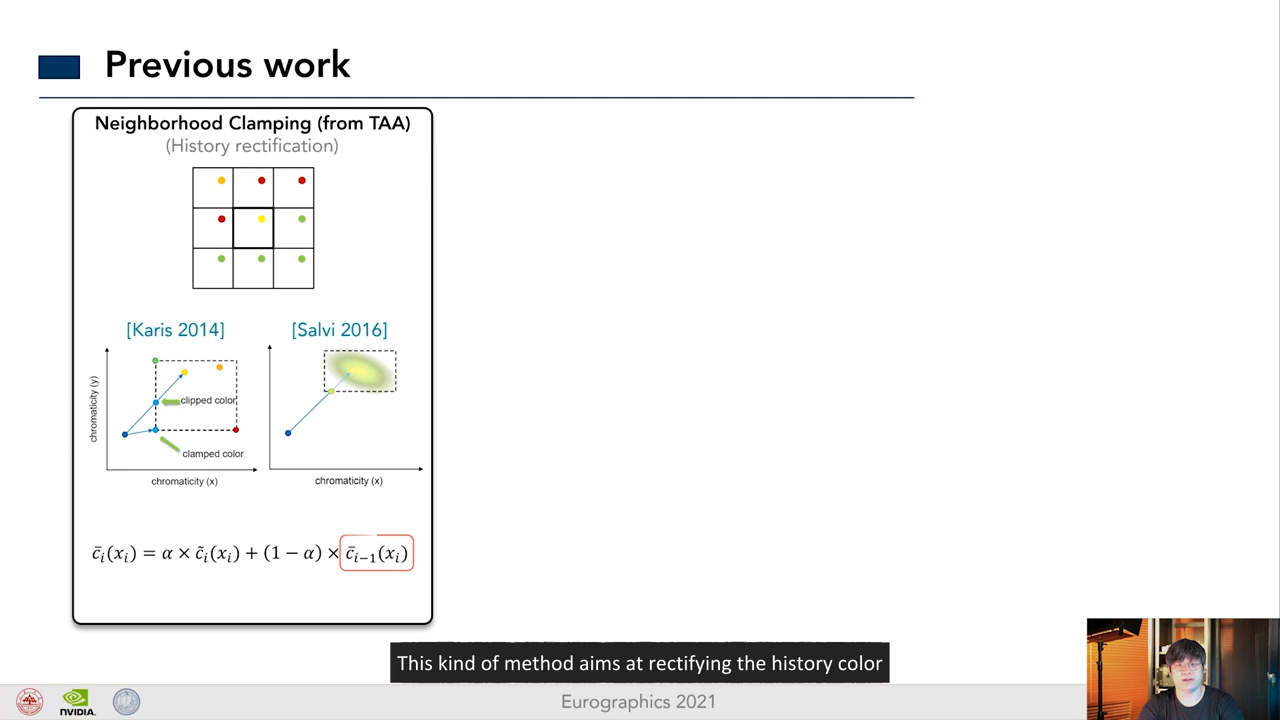 Previous work
Neighborhood Clamping (from TAA)
(History rectification)
[Karis 2014]
[Salvi 2016]
chromaticity (y)
clipped color
clamped color
chromaticity (x)
chromaticity (x)
c̄ᵢ(xᵢ) = α × c̃ᵢ(xᵢ) + (1 − α) × c̄ᵢ₋₁(xᵢ)
This kind of method aims at rectifying the history color
NVIDIA.
Eurographics 2021